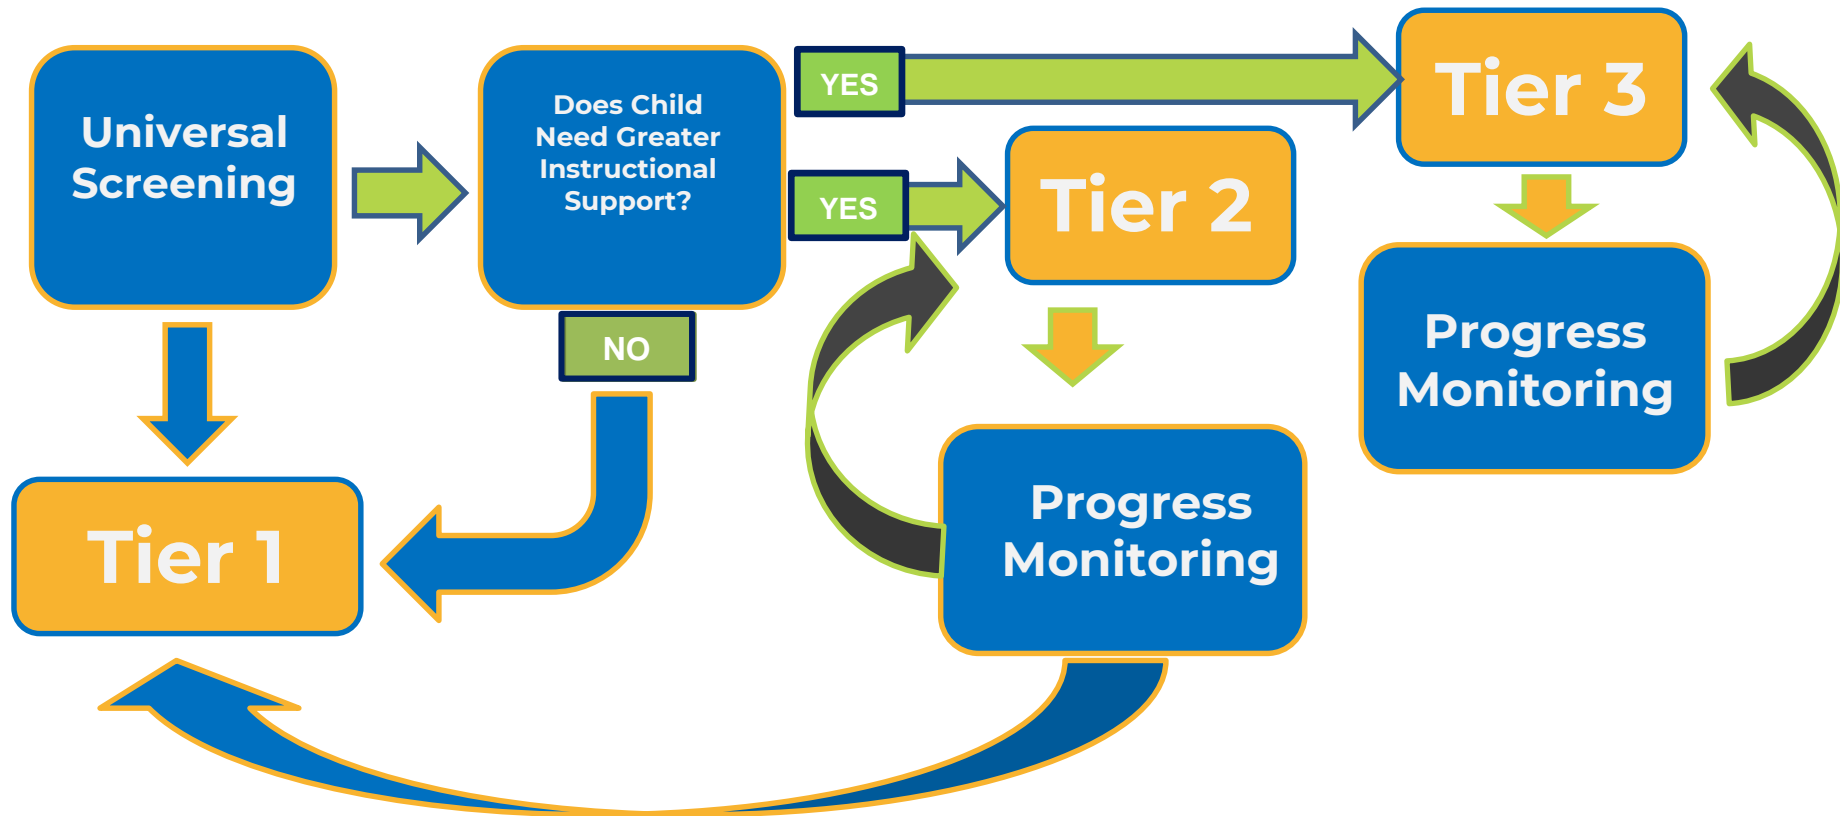 Universal
Screening
Does Child
Need Greater
Instructional
Support?
YES
Tier 3
YES
Tier 2
NO
Progress
Monitoring
Tier 1
Progress
Monitoring